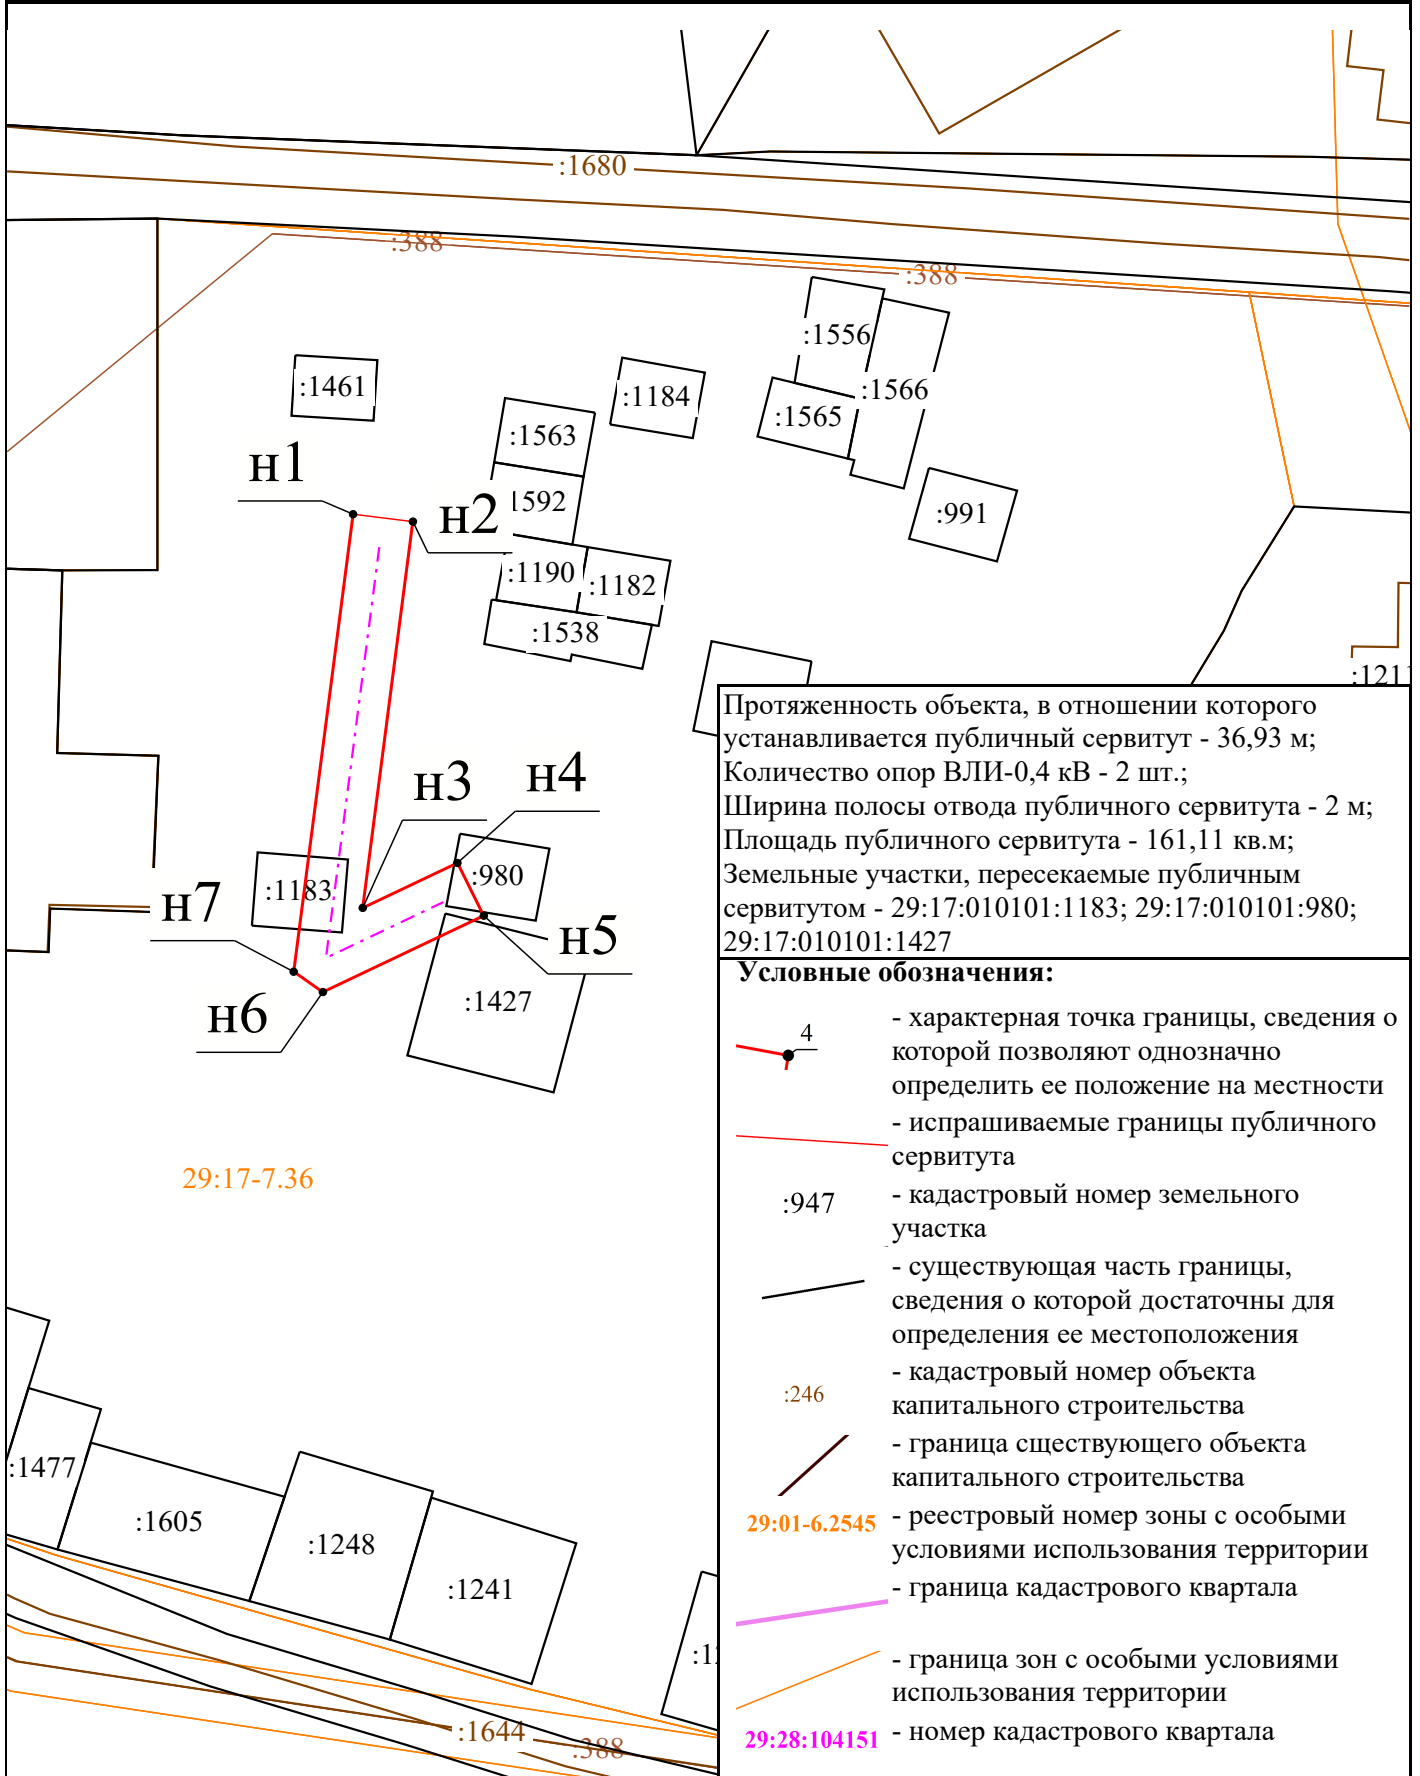 :1680
:388
:388
:1556
:1461
:1184
:1566
:1565
:1563
н1
1592
н2
:991
:1190
:1182
:1538
:1211
Протяженность объекта, в отношении которого
устанавливается публичный сервитут - 36,93 м;
Количество опор ВЛИ-0,4 кВ - 2 шт.;
Ширина полосы отвода публичного сервитута - 2 м;
Площадь публичного сервитута - 161,11 кв.м;
Земельные участки, пересекаемые публичным
сервитутом - 29:17:010101:1183; 29:17:010101:980;
29:17:010101:1427
н3
н4
:980
:1183
н7
н5
:1427
н6
29:17-7.36
Условные обозначения:
4
- характерная точка границы, сведения о
которой позволяют однозначно
определить ее положение на местности
- испрашиваемые границы публичного
сервитута
:947
- кадастровый номер земельного
участка
- существующая часть границы,
сведения о которой достаточны для
определения ее местоположения
:246
- кадастровый номер объекта
капитального строительства
- граница сществующего объекта
капитального строительства
29:01-6.2545
- реестровый номер зоны с особыми
условиями использования территории
- граница кадастрового квартала
- граница зон с особыми условиями
использования территории
29:28:104151
- номер кадастрового квартала
:1477
:1605
:1248
:1241
:1644
:388